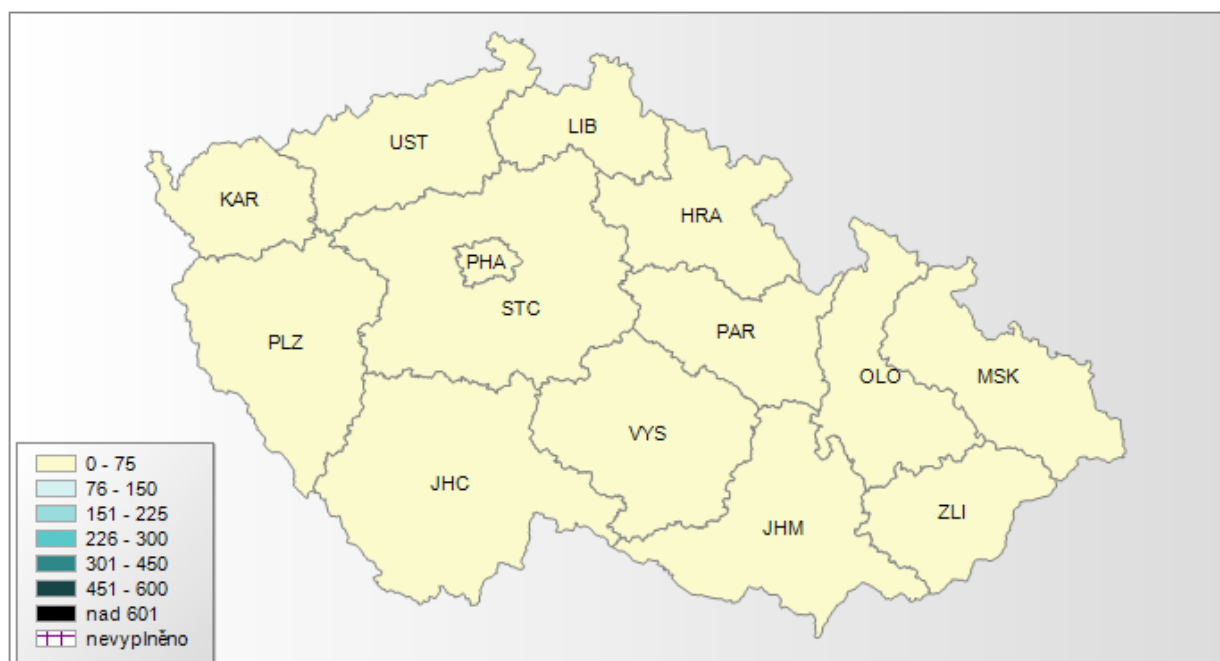 LIB
UST
KAR
HRA
PHA
STC
PAR
PLZ
OLO
MSK
VYS
JHC
ZLI
JHM
0 - 75
76 - 150
151 - 225
226 - 300
301 - 450
451 - 600
nad 601
nevyplněno